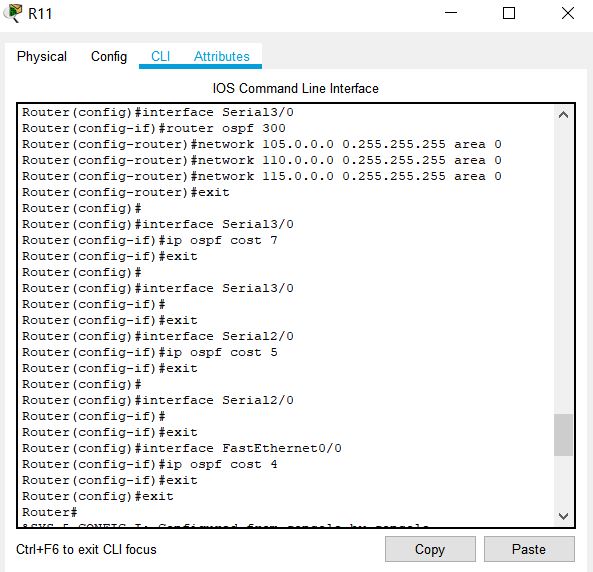 R11
Physical Config CLI Attributes
IOS Command Line Interface
Router(config)#interface Serial3/0
Router(config-if)#router ospf 300
Router(config-router)#network 105.0.0.0 0.255.255.255 area 0
Router(config-router)#network 110.0.0.0 0.255.255.255 area 0
Router(config-router)#network 115.0.0.0 0.255.255.255 area 0
Router(config-router)#exit
Router(config)#
Router(config)#interface Serial3/0
Router(config-if)#ip ospf cost 7
Router(config-if)#exit
Router(config)#
Router(config)#interface Serial3/0
Router(config-if)#
Router(config-if)#exit
Router(config)#interface Serial2/0
Router(config-if)#ip ospf cost 5
Router(config-if)#exit
Router(config)#
Router(config)#interface Serial2/0
Router(config-if)#
Router(config-if)#exit
Router(config)#interface FastEthernet0/0
Router(config-if)#ip ospf cost 4
Router(config-if)#exit
Router(config)#exit
Router#
%SYS-5-CONFIG_I: Configured from console by console
Ctrl+F6 to exit CLI focus
Copy Paste